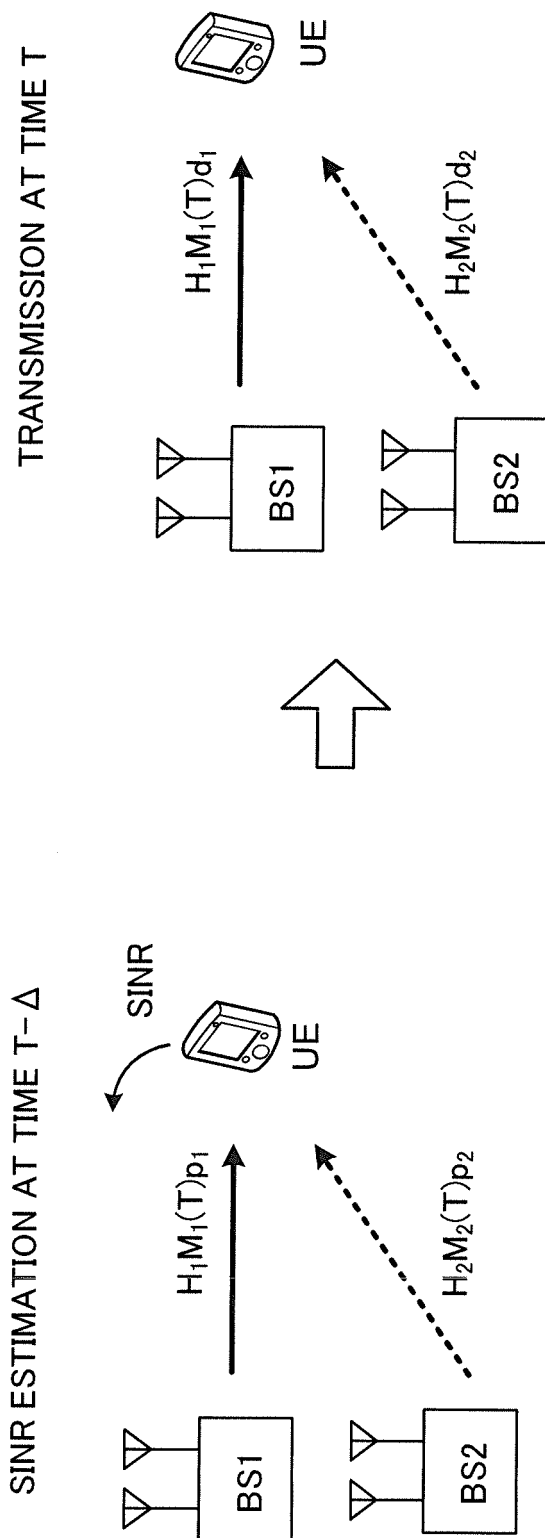 SINR ESTIMATION AT TIME T-Δ
SINR
UE
H₁M₁(T)p₁
H₂M₂(T)p₂
BS1
BS2
TRANSMISSION AT TIME T
UE
H₁M₁(T)d₁
H₂M₂(T)d₂
BS1
BS2